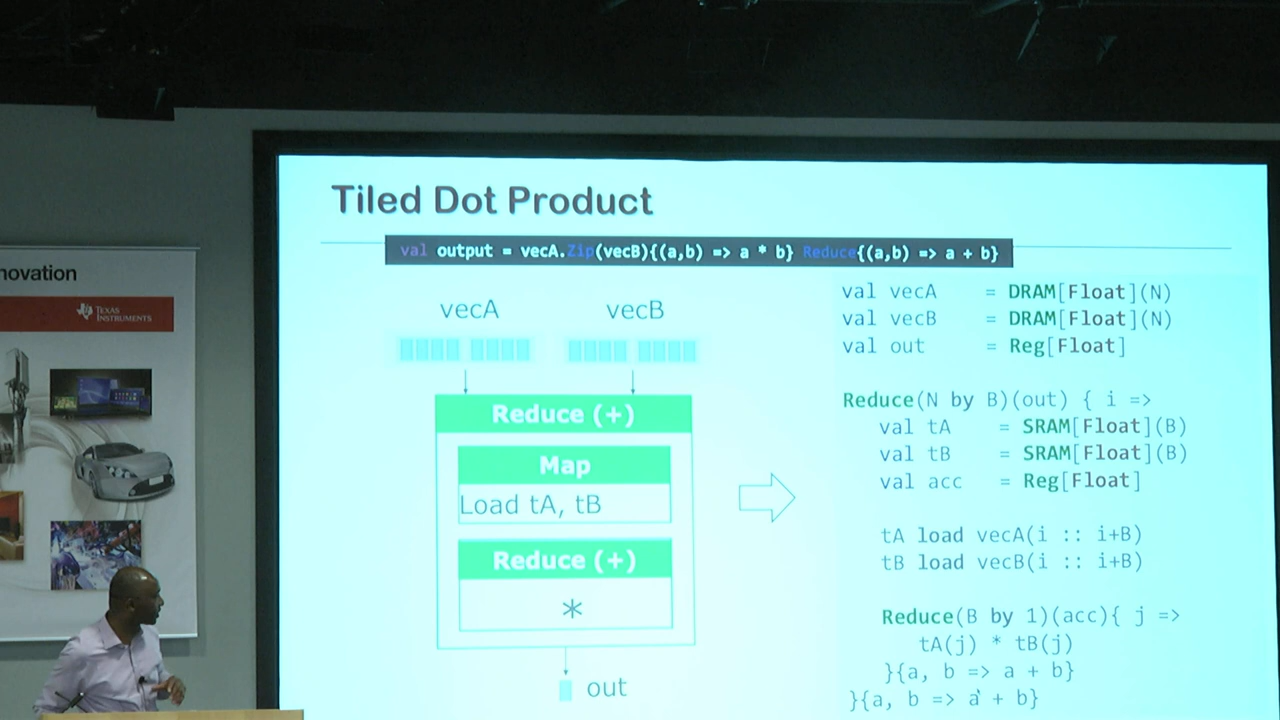 novation
TEXAS
INSTRUMENTS
Tiled Dot Product
val output = vecA.Zip(vecB){(a,b) => a * b} Reduce{(a,b) => a + b}
vecA
vecB
Reduce (+)
Map
Load tA, tB
Reduce (+)
*
out
val vecA = DRAM[Float](N)
val vecB = DRAM[Float](N)
val out = Reg[Float]
Reduce(N by B)(out) { i =>
val tA = SRAM[Float](B)
val tB = SRAM[Float](B)
val acc = Reg[Float]
tA load vecA(i :: i+B)
tB load vecB(i :: i+B)
Reduce(B by 1)(acc){ j =>
tA(j) * tB(j)
}{a, b => a + b}
}{a, b => a + b}